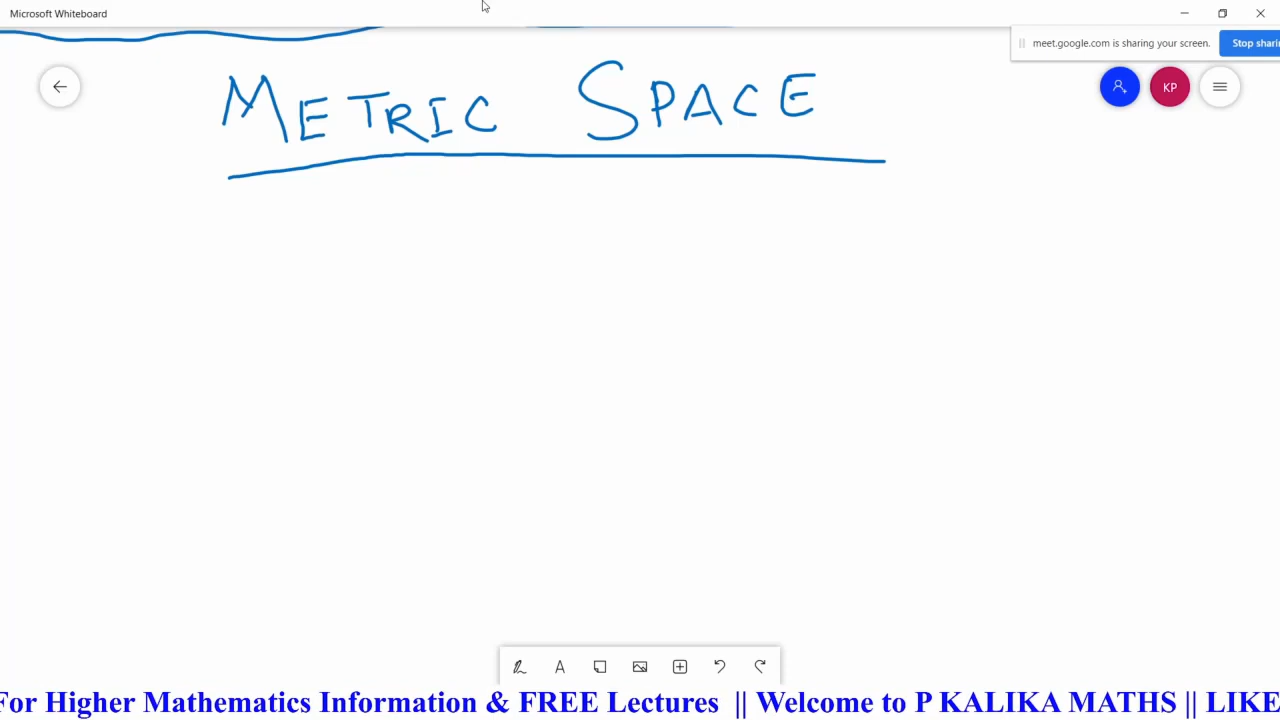 Microsoft Whiteboard
meet.google.com is sharing your screen.
Stop
METRIC SPACE
KP
A
For Higher Mathematics Information & FREE Lectures || Welcome to P KALIKA MATHS || LIKE